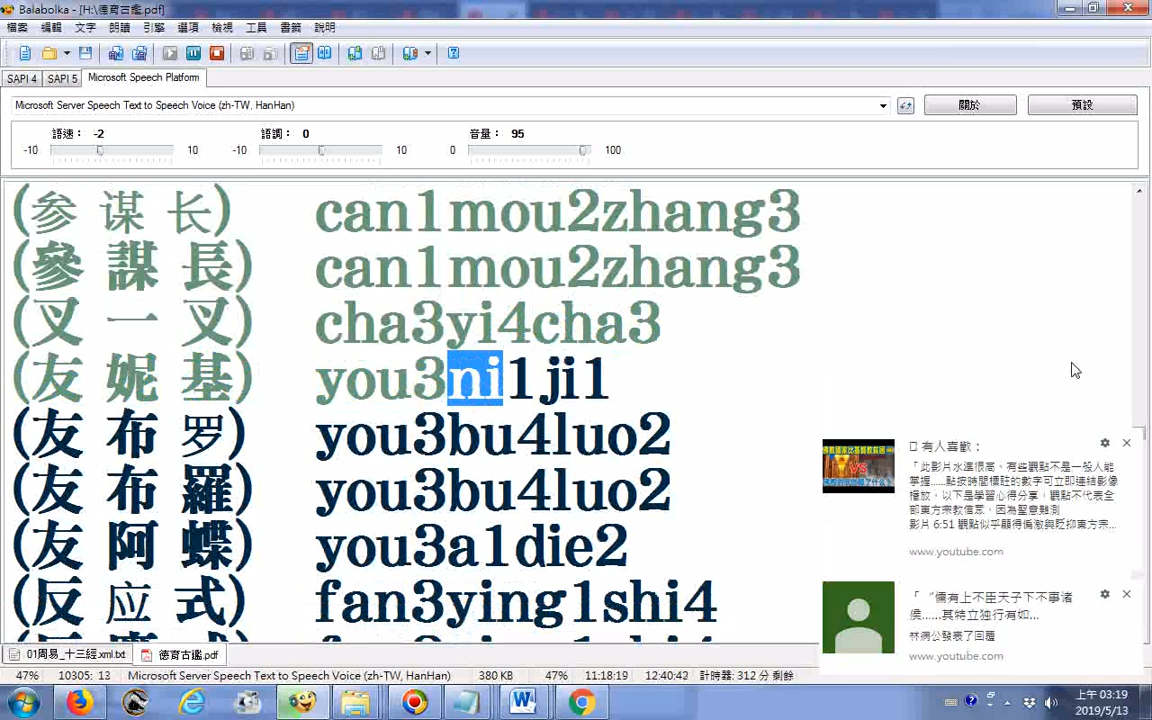 Balabolka - [H:\德育古鑑.pdf]
檔案 編輯 文字 朗讀 引擎 選項 檢視 工具 書籤 說明
SAPI 4 SAPI 5 Microsoft Speech Platform
Microsoft Server Speech Text to Speech Voice (zh-TW, HanHan) 關於 預設
語速： -2 語調： 0 音量： 95
-10 10 -10 10 0 100
(参 谋 长) can1mou2zhang3
(參 謀 長) can1mou2zhang3
(叉 一 叉) cha3yi4cha3
(友 妮 基) you3ni1ji1
(友 布 罗) you3bu4luo2
(友 布 羅) you3bu4luo2
(友 阿 蝶) you3a1die2
(反 应 式) fan3ying1shi4
有人喜歡：
「此影片水準很高。有些觀點不是一般人能
掌握.....點按時間標註的數字可立即連結影像
播放。以下是學習心得分享，觀點不代表全
部東方宗教信眾。因為聖意難測
影片 6:51 觀點似乎顯得偏激與貶抑東方宗...
www.youtube.com
「 “儒有上不臣天子下不事诸
侯......其特立独行有如...
發表了回覆
www.youtube.com
01周易_十三經.xml.txt 德育古鑑.pdf
47% 10305: 13 Microsoft Server Speech Text to Speech Voice (zh-TW, HanHan) 380 KB 47% 11:18:19 12:40:42 計時器: 312 分 剩餘
上午 03:19
2019/5/13